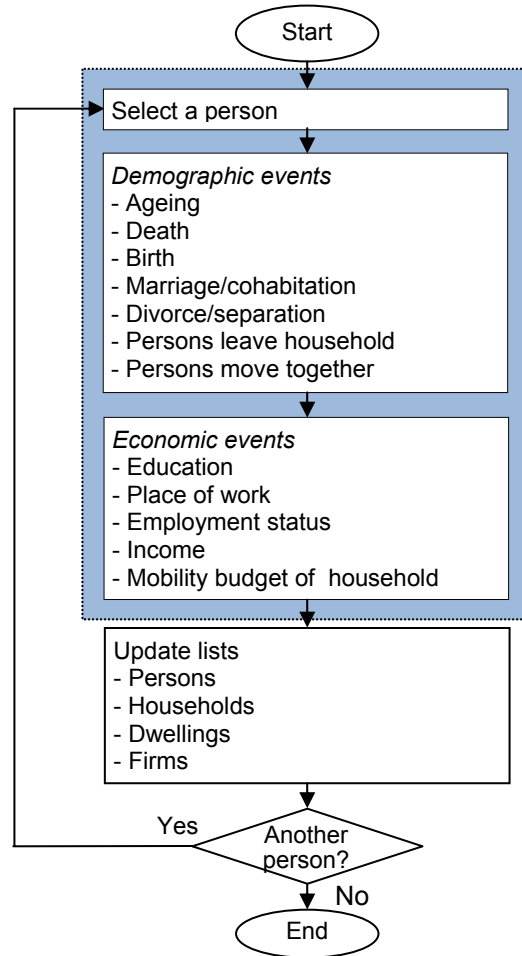 Start
Select a person
Demographic events
- Ageing
- Death
- Birth
- Marriage/cohabitation
- Divorce/separation
- Persons leave household
- Persons move together
Economic events
- Education
- Place of work
- Employment status
- Income
- Mobility budget of household
Update lists
- Persons
- Households
- Dwellings
- Firms
Yes
Another
person?
No
End